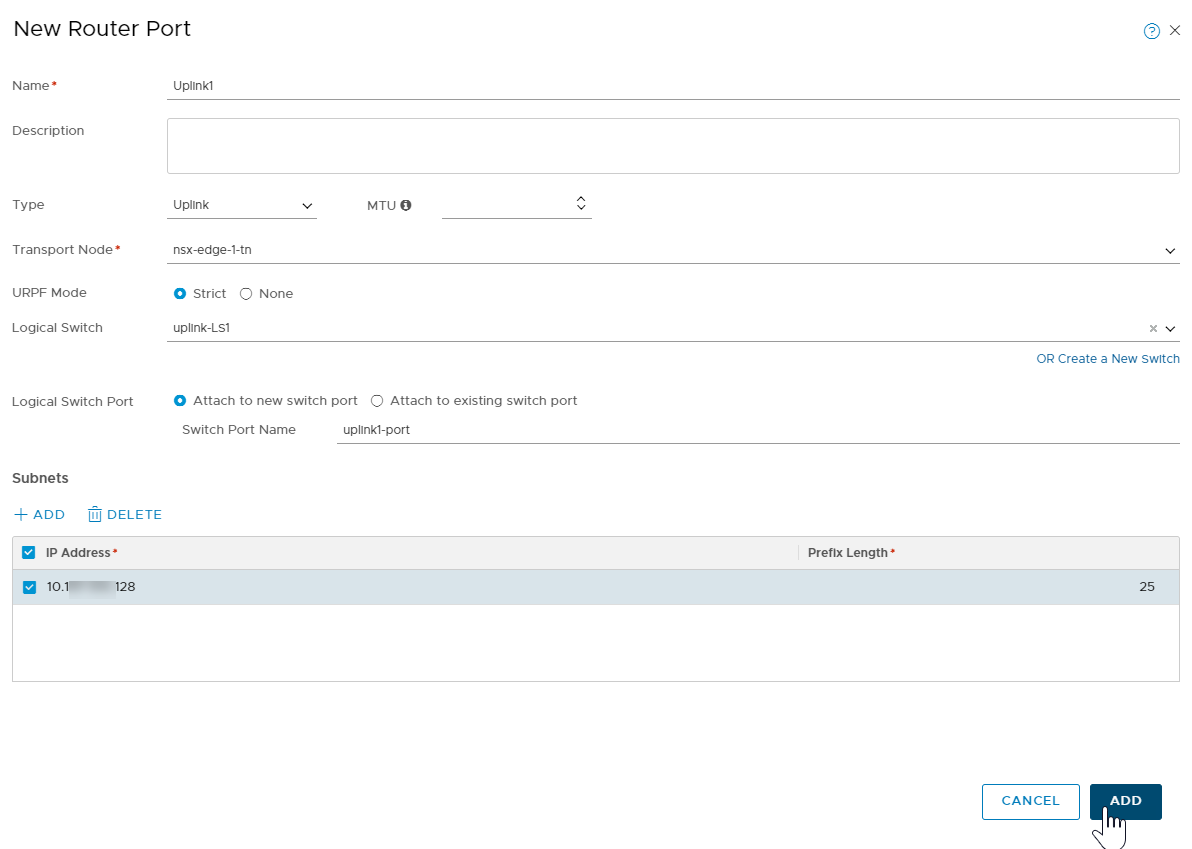 New Router Port
?
Name*
Uplink1
Description
Type
Uplink
MTU
Transport Node*
nsx-edge-1-tn
URPF Mode
Strict
None
Logical Switch
uplink-LS1
OR Create a New Switch
Logical Switch Port
Attach to new switch port
Attach to existing switch port
Switch Port Name
uplink1-port
Subnets
+ ADD
DELETE
IP Address*
Prefix Length*
10.1 128
25
CANCEL
ADD